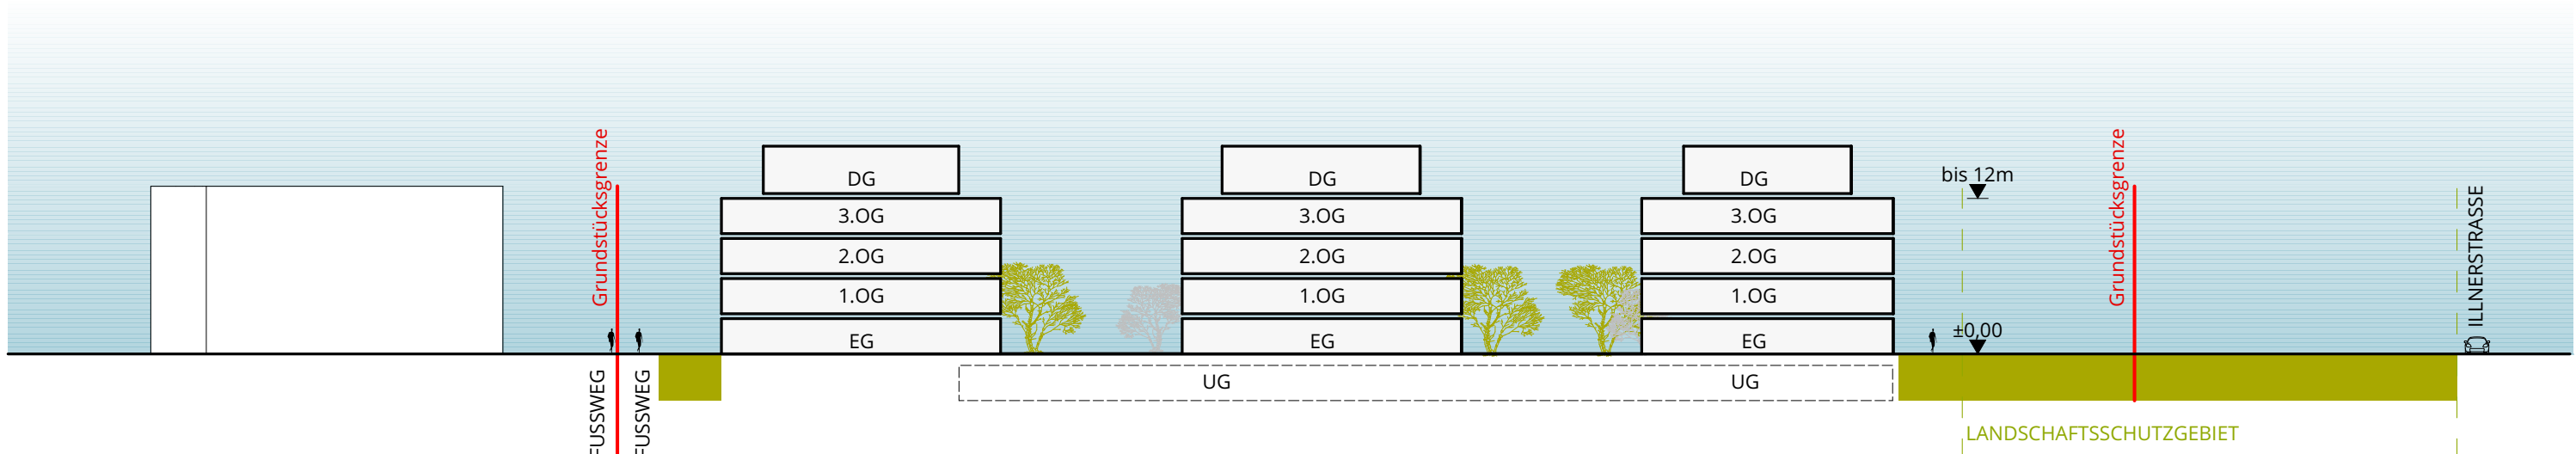 Grundstücksgrenze
DG
3.OG
2.OG
1.OG
EG
DG
3.OG
2.OG
1.OG
EG
DG
3.OG
2.OG
1.OG
EG
bis 12m
±0,00
Grundstücksgrenze
ILLNERSTRASSE
FUSSWEG
FUSSWEG
UG
UG
LANDSCHAFTSSCHUTZGEBIET